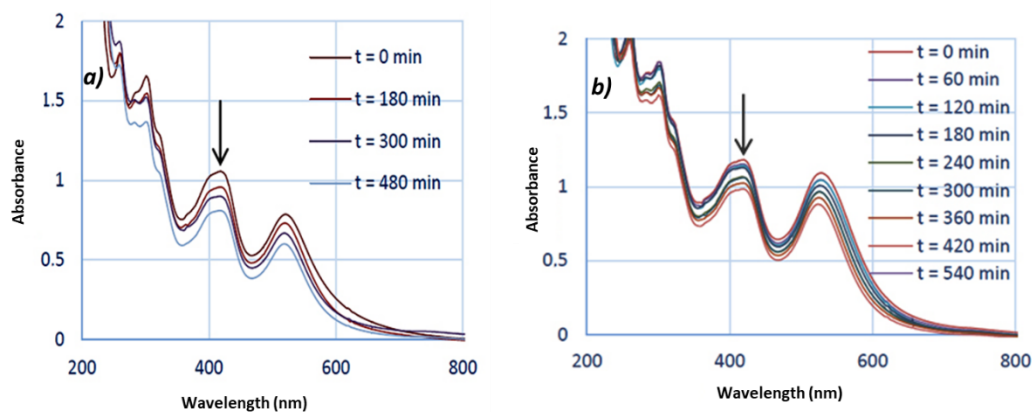 2
1.5
1
0.5
0
200
400
600
800
Absorbance
Wavelength (nm)
a)
t = 0 min
t = 180 min
t = 300 min
t = 480 min
2
1.5
1
0.5
0
200
400
600
800
Absorbance
Wavelength (nm)
b)
t = 0 min
t = 60 min
t = 120 min
t = 180 min
t = 240 min
t = 300 min
t = 360 min
t = 420 min
t = 540 min